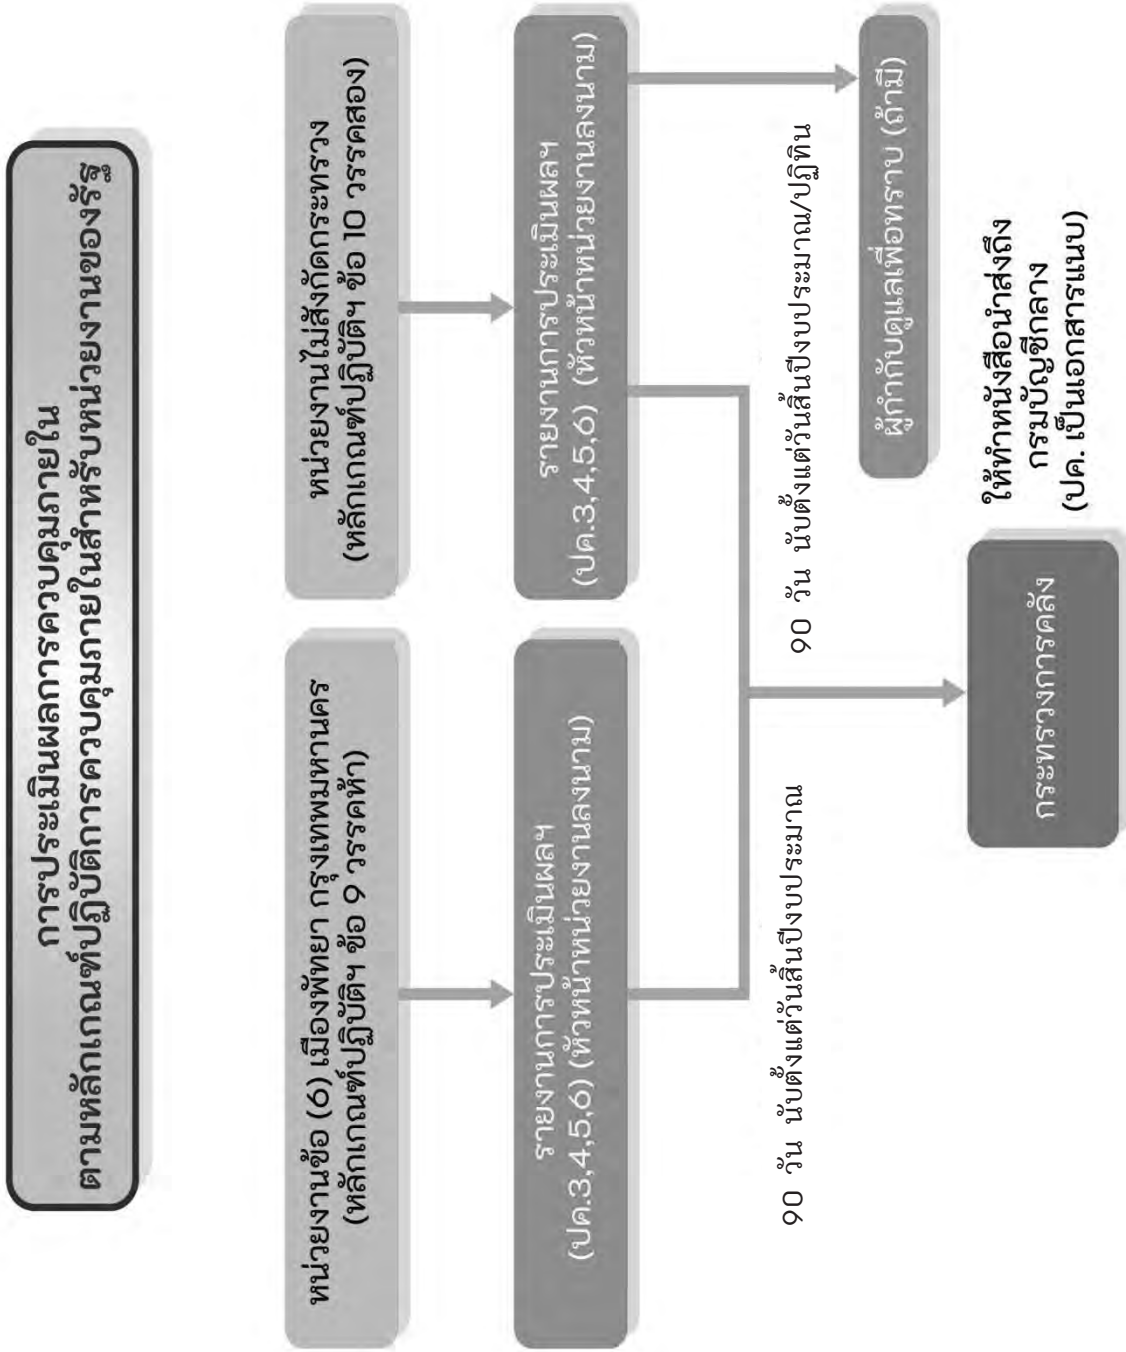 การประเมินผลการควบคุมภายใน
ตามหลักเกณฑ์ปฏิบัติการควบคุมภายในสำหรับหน่วยงานของรัฐ
หน่วยงานข้อ (6) เมืองพัทยา กรุงเทพมหานคร
(หลักเกณฑ์ปฏิบัติฯ ข้อ 9 วรรคห้า)
หน่วยงานไม่สังกัดกระทรวง
(หลักเกณฑ์ปฏิบัติฯ ข้อ 10 วรรคสอง)
รายงานการประเมินผลฯ
(ปค.3,4,5,6) (หัวหน้าหน่วยงานลงนาม)
รายงานการประเมินผลฯ
(ปค.3,4,5,6) (หัวหน้าหน่วยงานลงนาม)
90 วัน นับตั้งแต่วันสิ้นปีงบประมาณ
90 วัน นับตั้งแต่วันสิ้นปีงบประมาณ/ปฏิทิน
ผู้กำกับดูแลเพื่อทราบ (ถ้ามี)
กระทรวงการคลัง
ให้ทำหนังสือนำส่งถึง
กรมบัญชีกลาง
(ปค. เป็นเอกสารแนบ)